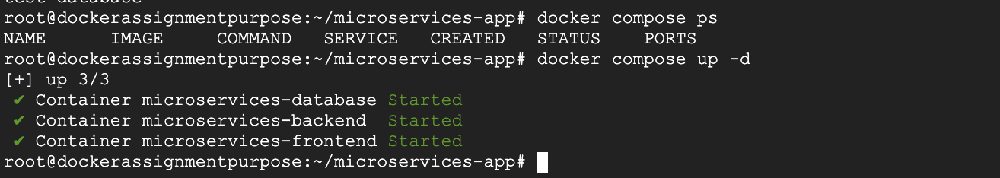 test database
root@dockerassignmentpurpose:~/microservices-app# docker compose ps
NAME      IMAGE     COMMAND   SERVICE   CREATED   STATUS    PORTS
root@dockerassignmentpurpose:~/microservices-app# docker compose up -d
[+] up 3/3
 ✔ Container microservices-database Started
 ✔ Container microservices-backend  Started
 ✔ Container microservices-frontend Started
root@dockerassignmentpurpose:~/microservices-app#